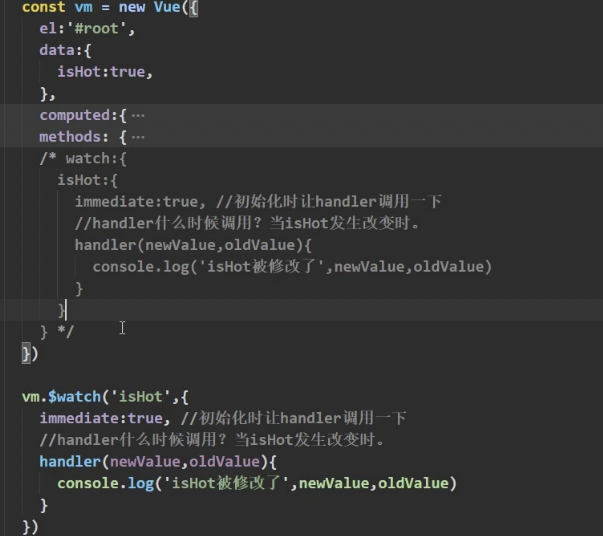 const vm = new Vue({
el:'#root',
data:{
isHot:true,
},
computed:{ ···
methods: { ···
/* watch:{
isHot:{
immediate:true, //初始化时让handler调用一下
//handler什么时候调用？当isHot发生改变时。
handler(newValue,oldValue){
console.log('isHot被修改了',newValue,oldValue)
}
}
} */
})
vm.$watch('isHot',{
immediate:true, //初始化时让handler调用一下
//handler什么时候调用？当isHot发生改变时。
handler(newValue,oldValue){
console.log('isHot被修改了',newValue,oldValue)
}
})